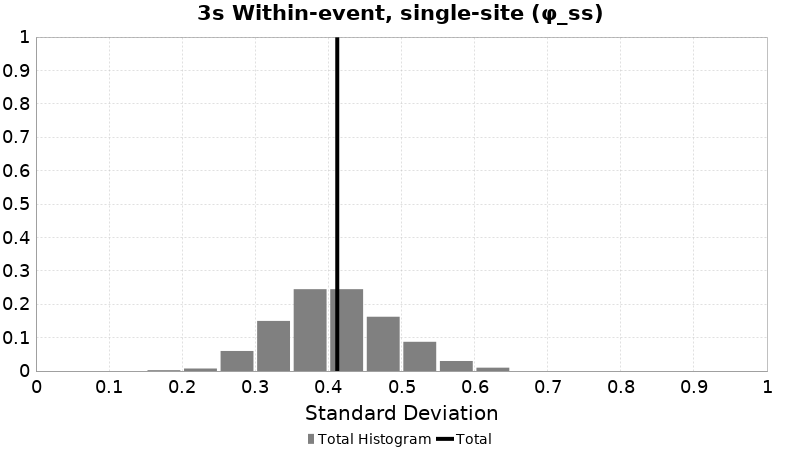 3s Within-event, single-site (φ_ss)
1
0.9
0.8
0.7
0.6
0.5
0.4
0.3
0.2
0.1
0
0 0.1 0.2 0.3 0.4 0.5 0.6 0.7 0.8 0.9 1
Standard Deviation
Total Histogram Total